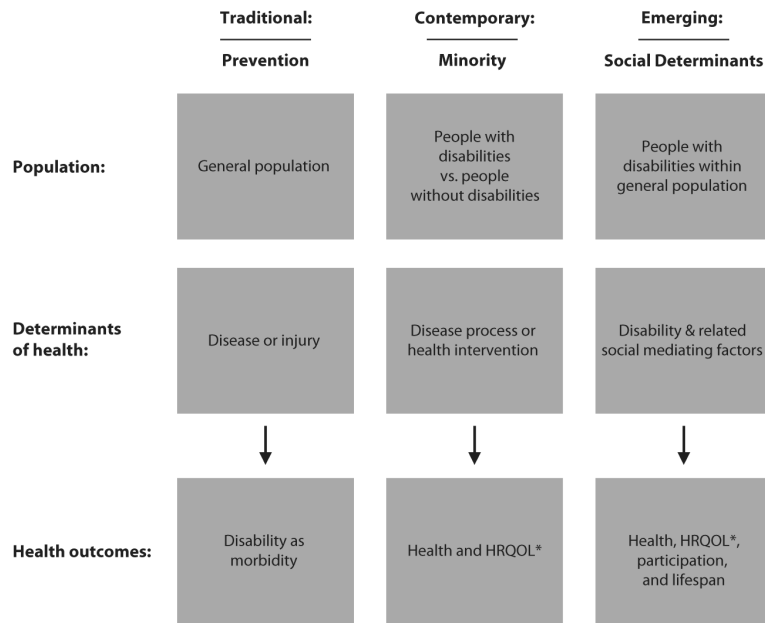 Traditional:
Prevention
Contemporary:
Minority
Emerging:
Social Determinants
Population:
General population
People with
disabilities
vs. people
without disabilities
People with
disabilities within
general population
Determinants
of health:
Disease or injury
Disease process or
health intervention
Disability & related
social mediating factors
Health outcomes:
Disability as
morbidity
Health and HRQOL*
Health, HRQOL*,
participation,
and lifespan